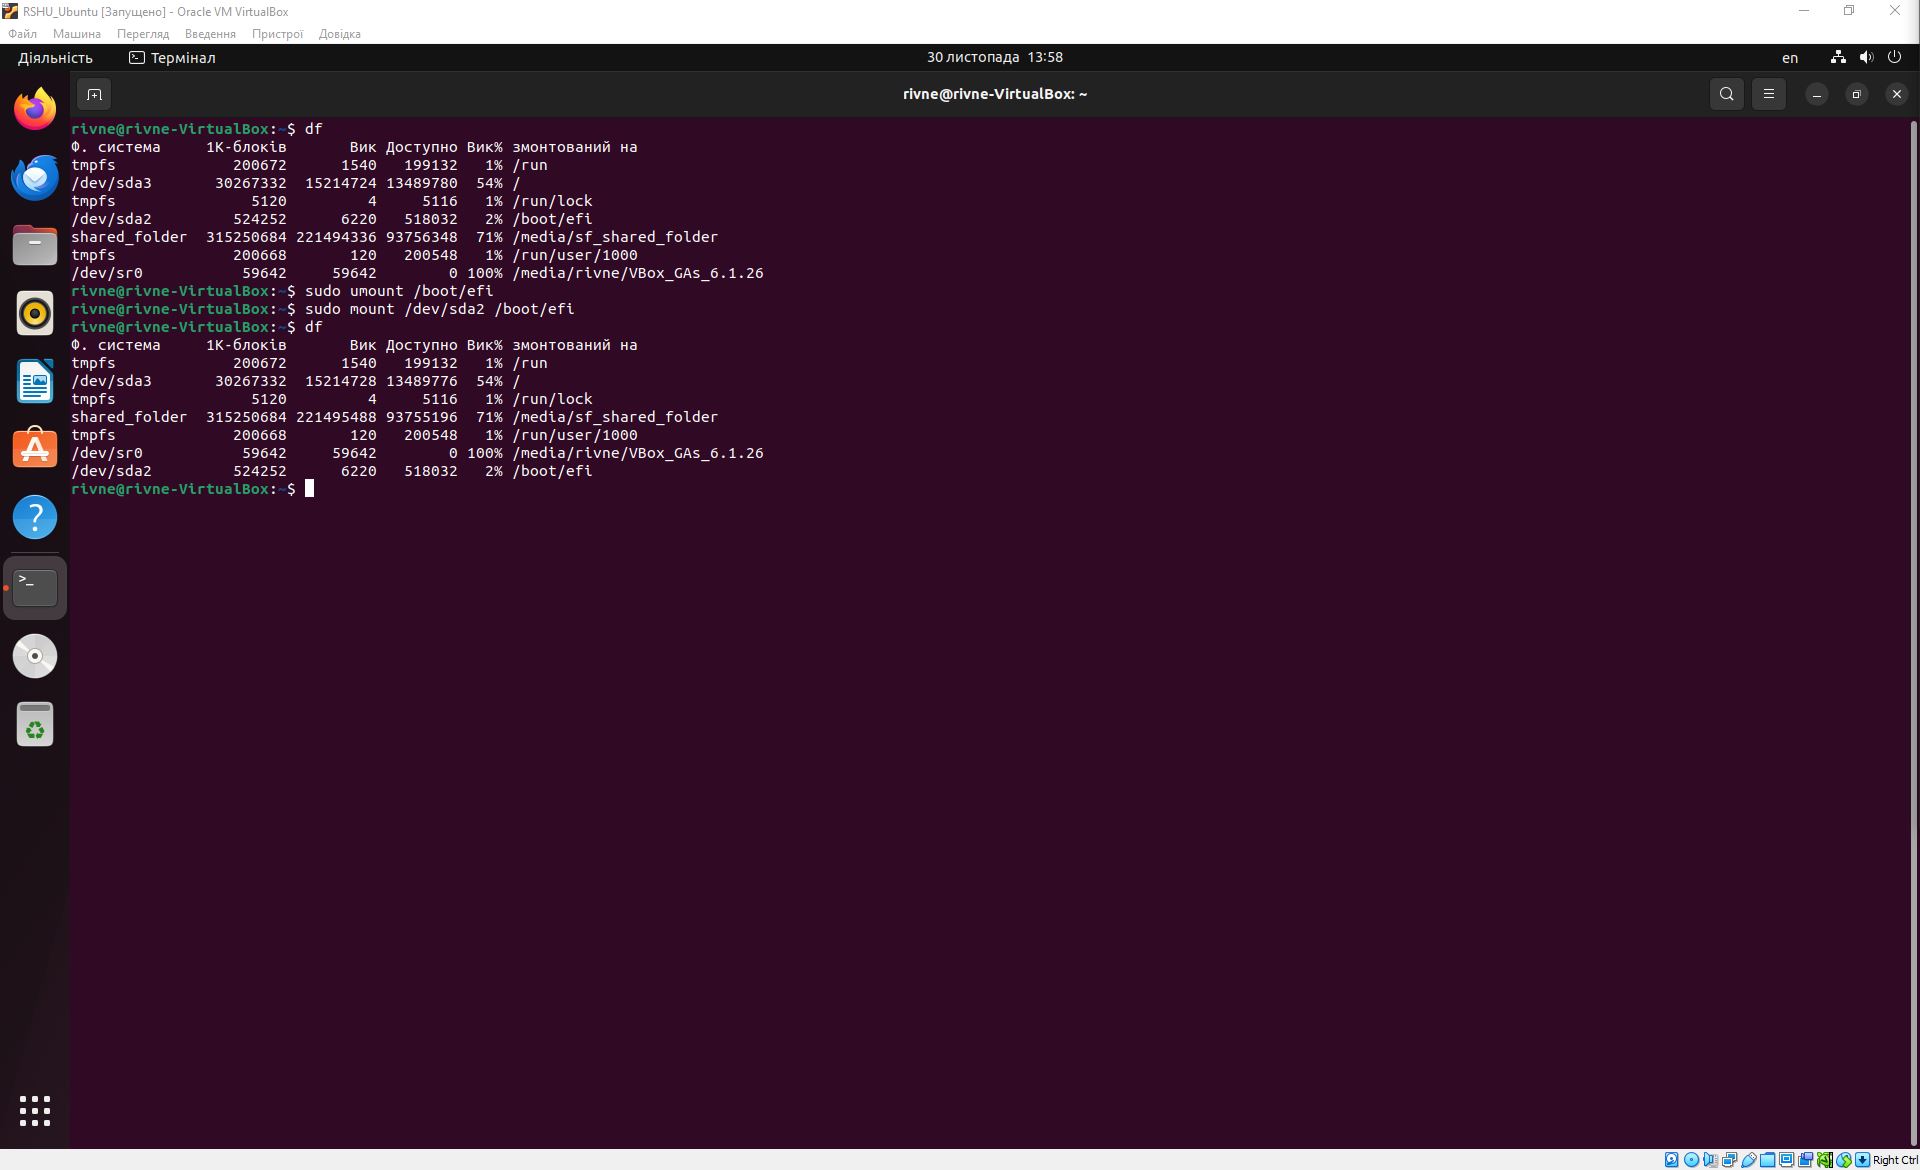 RSHU_Ubuntu [Запущено] - Oracle VM VirtualBox
Файл Машина Перегляд Введення Пристрої Довідка
Діяльність Термінал 30 листопада 13:58 en
rivne@rivne-VirtualBox: ~
rivne@rivne-VirtualBox:~$ df
Ф. система 1K-блоків Вик Доступно Вик% змонтований на
tmpfs 200672 1540 199132 1% /run
/dev/sda3 30267332 15214724 13489780 54% /
tmpfs 5120 4 5116 1% /run/lock
/dev/sda2 524252 6220 518032 2% /boot/efi
shared_folder 315250684 221494336 93756348 71% /media/sf_shared_folder
tmpfs 200668 120 200548 1% /run/user/1000
/dev/sr0 59642 59642 0 100% /media/rivne/VBox_GAs_6.1.26
rivne@rivne-VirtualBox:~$ sudo umount /boot/efi
rivne@rivne-VirtualBox:~$ sudo mount /dev/sda2 /boot/efi
rivne@rivne-VirtualBox:~$ df
Ф. система 1K-блоків Вик Доступно Вик% змонтований на
tmpfs 200672 1540 199132 1% /run
/dev/sda3 30267332 15214728 13489776 54% /
tmpfs 5120 4 5116 1% /run/lock
shared_folder 315250684 221495488 93755196 71% /media/sf_shared_folder
tmpfs 200668 120 200548 1% /run/user/1000
/dev/sr0 59642 59642 0 100% /media/rivne/VBox_GAs_6.1.26
/dev/sda2 524252 6220 518032 2% /boot/efi
rivne@rivne-VirtualBox:~$
Right Ctrl